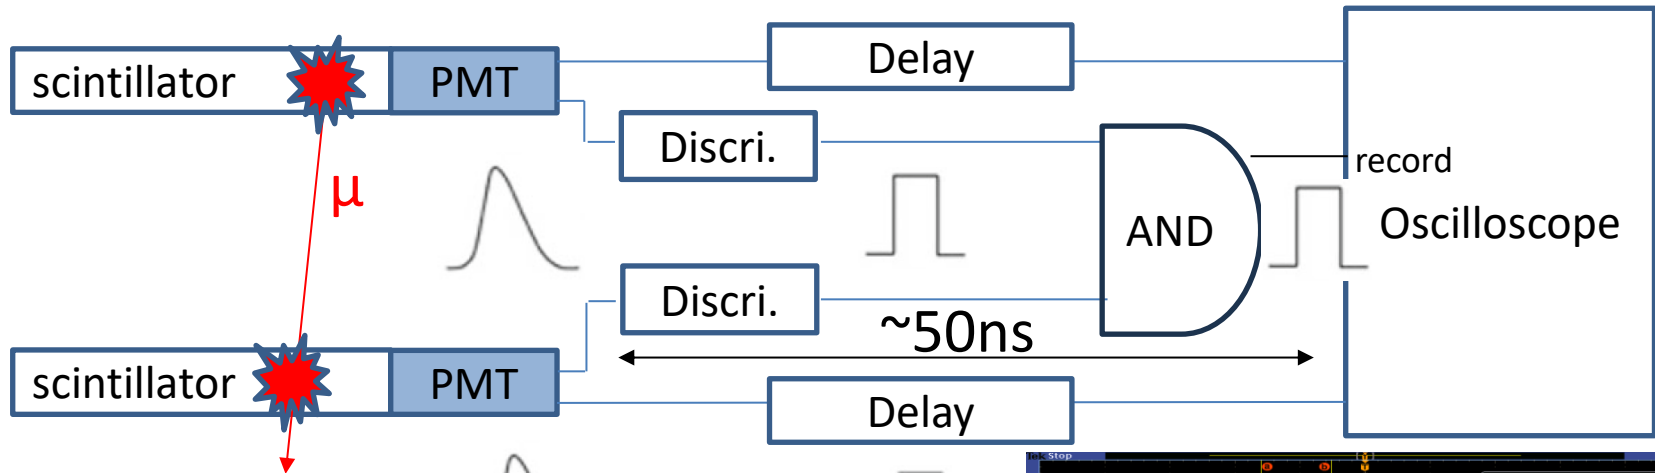 scintillator
PMT
Delay
Discri.
μ
record
AND
Oscilloscope
Discri.
~50ns
scintillator
PMT
Delay
Tek Stop
a
b